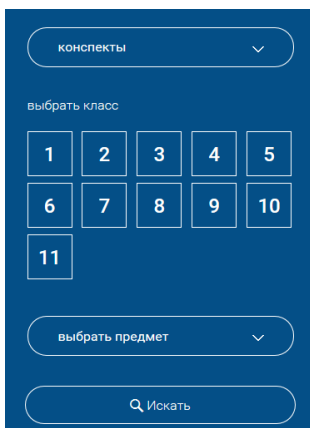 конспекты
выбрать класс
1 2 3 4 5
6 7 8 9 10
11
выбрать предмет
Искать